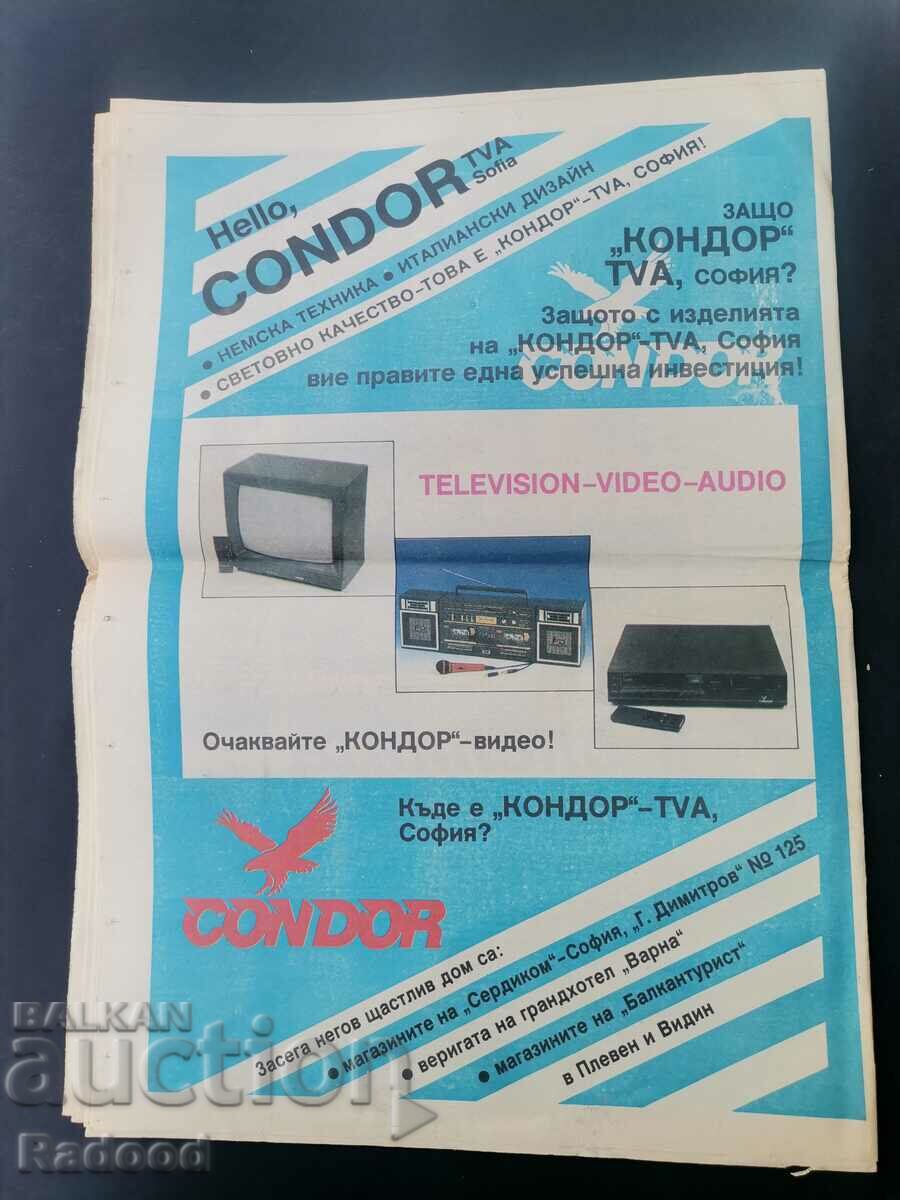 Hello,
CONDOR TVA
Sofia
• НЕМСКА ТЕХНИКА • ИТАЛИАНСКИ ДИЗАЙН
• СВЕТОВНО КАЧЕСТВО-ТОВА Е „КОНДОР“-TVA, СОФИЯ!
ЗАЩО
„КОНДОР“
TVA, СОФИЯ?
Защото с изделията
на „КОНДОР“-TVA, София
вие правите една успешна инвестиция!
CONDOR
TELEVISION-VIDEO-AUDIO
Очаквайте „КОНДОР“-видео!
Къде е „КОНДОР“-TVA,
София?
CONDOR
Засега негов щастлив дом са:
• магазините на „Сердиком“-София, „Г. Димитров“ № 125
• веригата на грандхотел „Варна“
• магазините на „Балкантурист“
в Плевен и Видин
БALKAN
auction
Radood